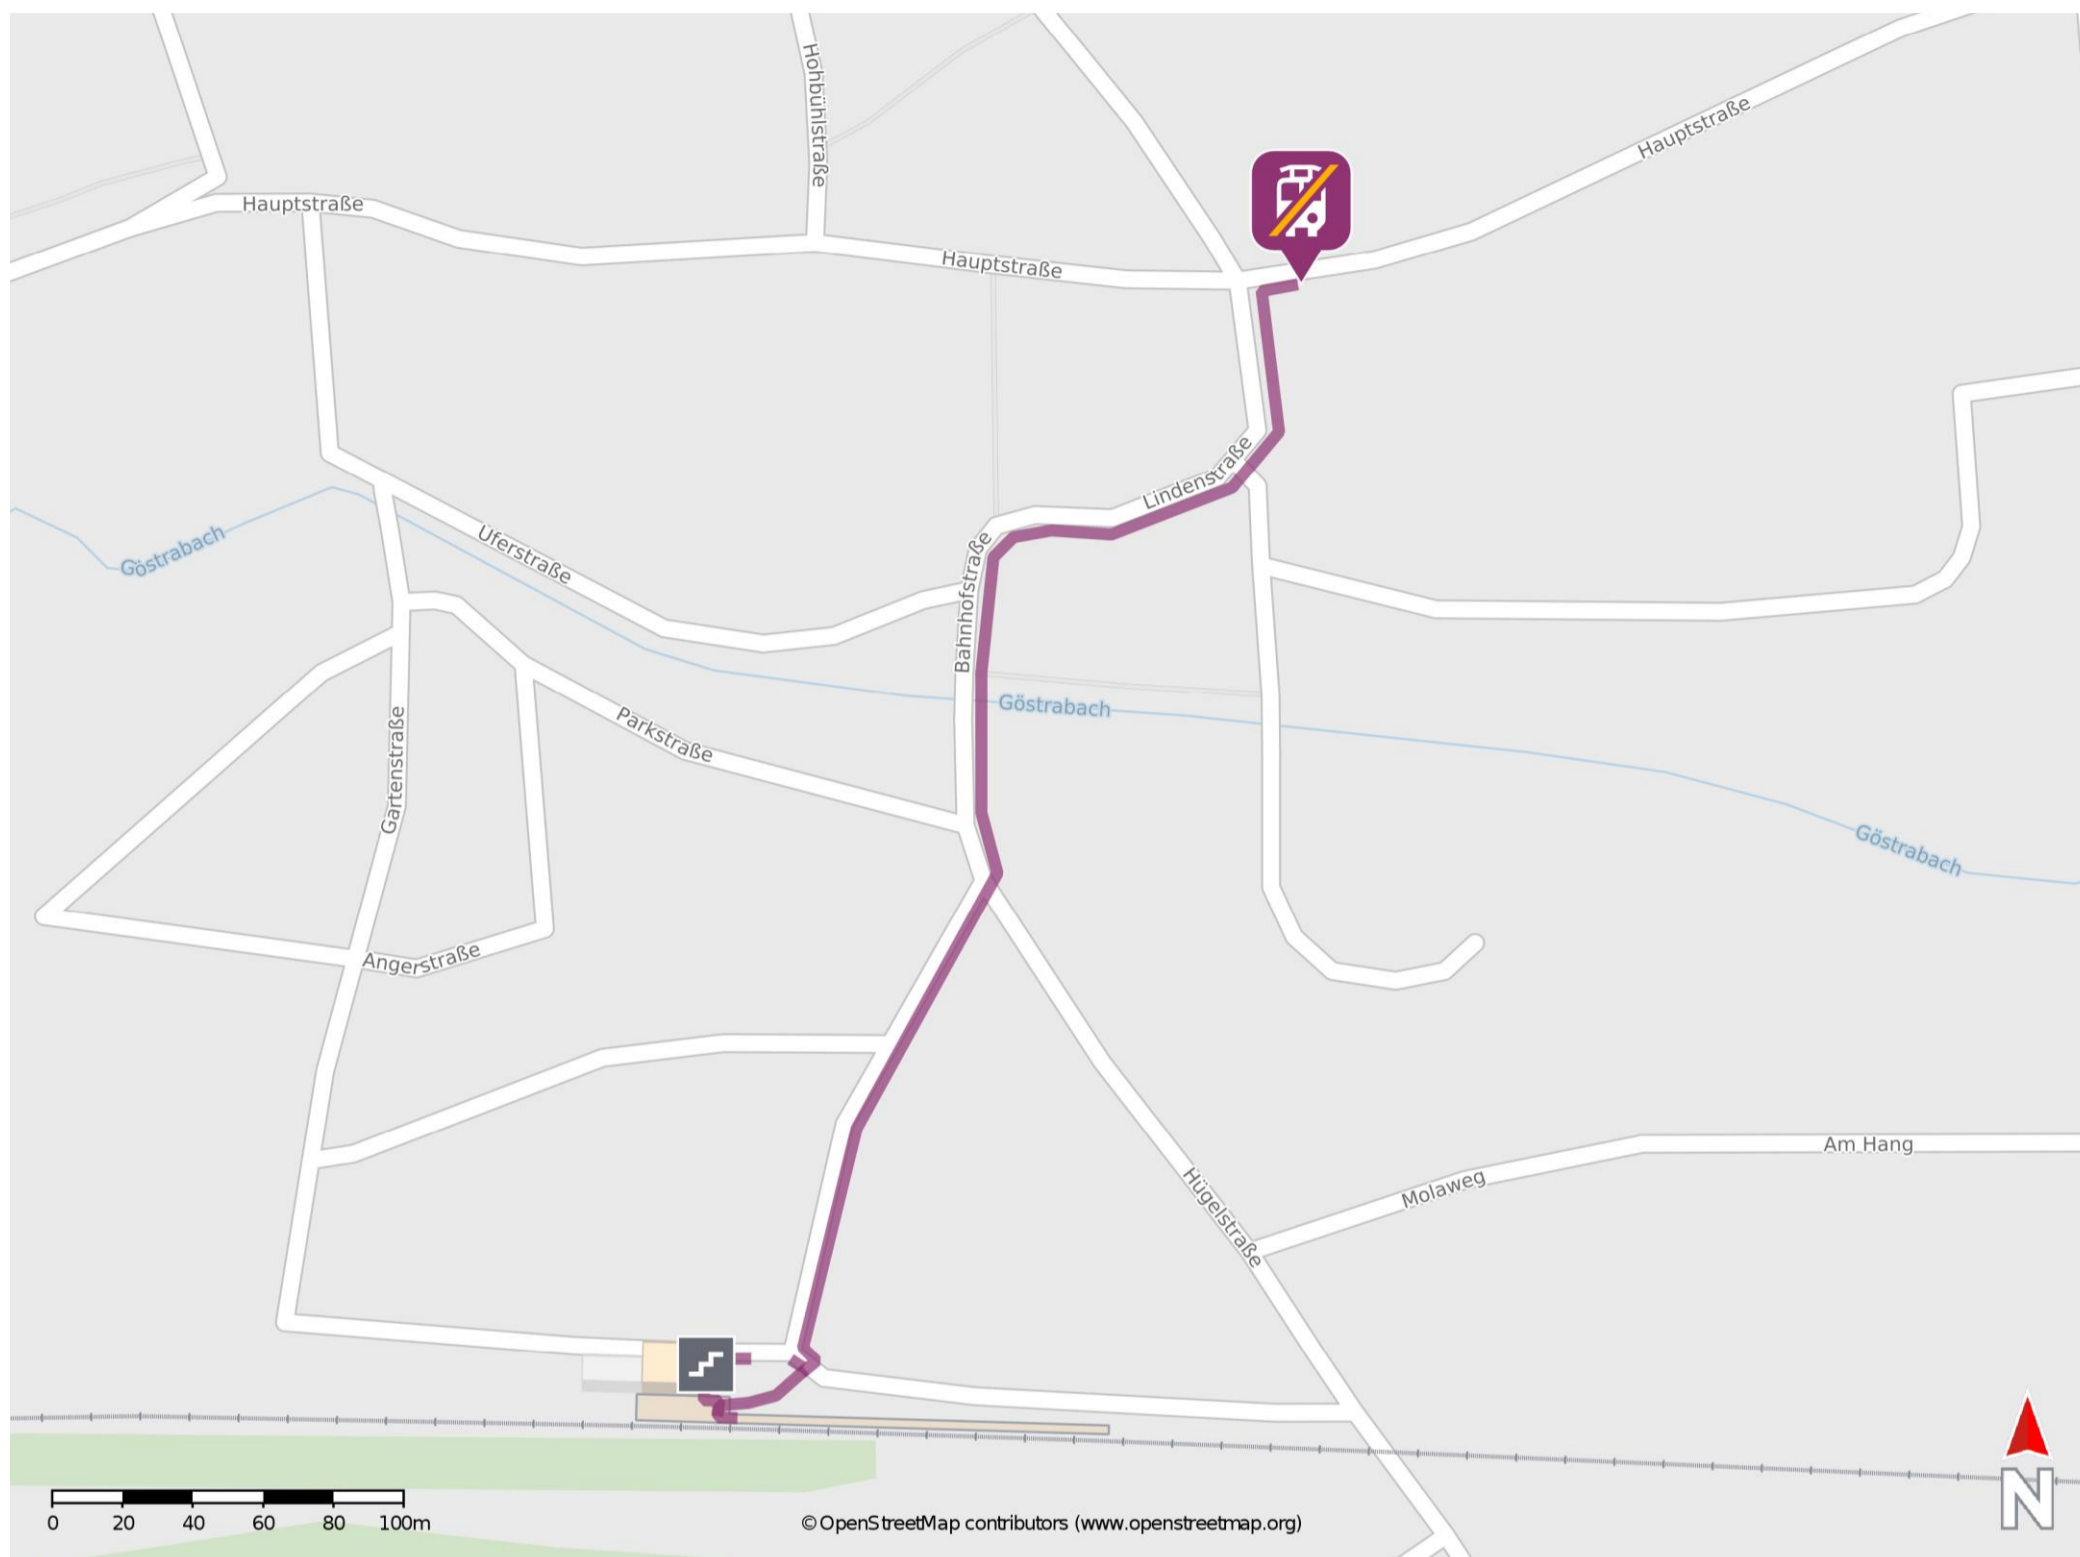 Hohbühlstraße
Hauptstraße
Hauptstraße
Hauptstraße
Lindenstraße
Göstrabach
Uferstraße
Bahnhofstraße
Göstrabach
Parkstraße
Gartenstraße
Göstrabach
Angerstraße
Am Hang
Molaweg
Hügelstraße
0 20 40 60 80 100m
© OpenStreetMap contributors (www.openstreetmap.org)
N